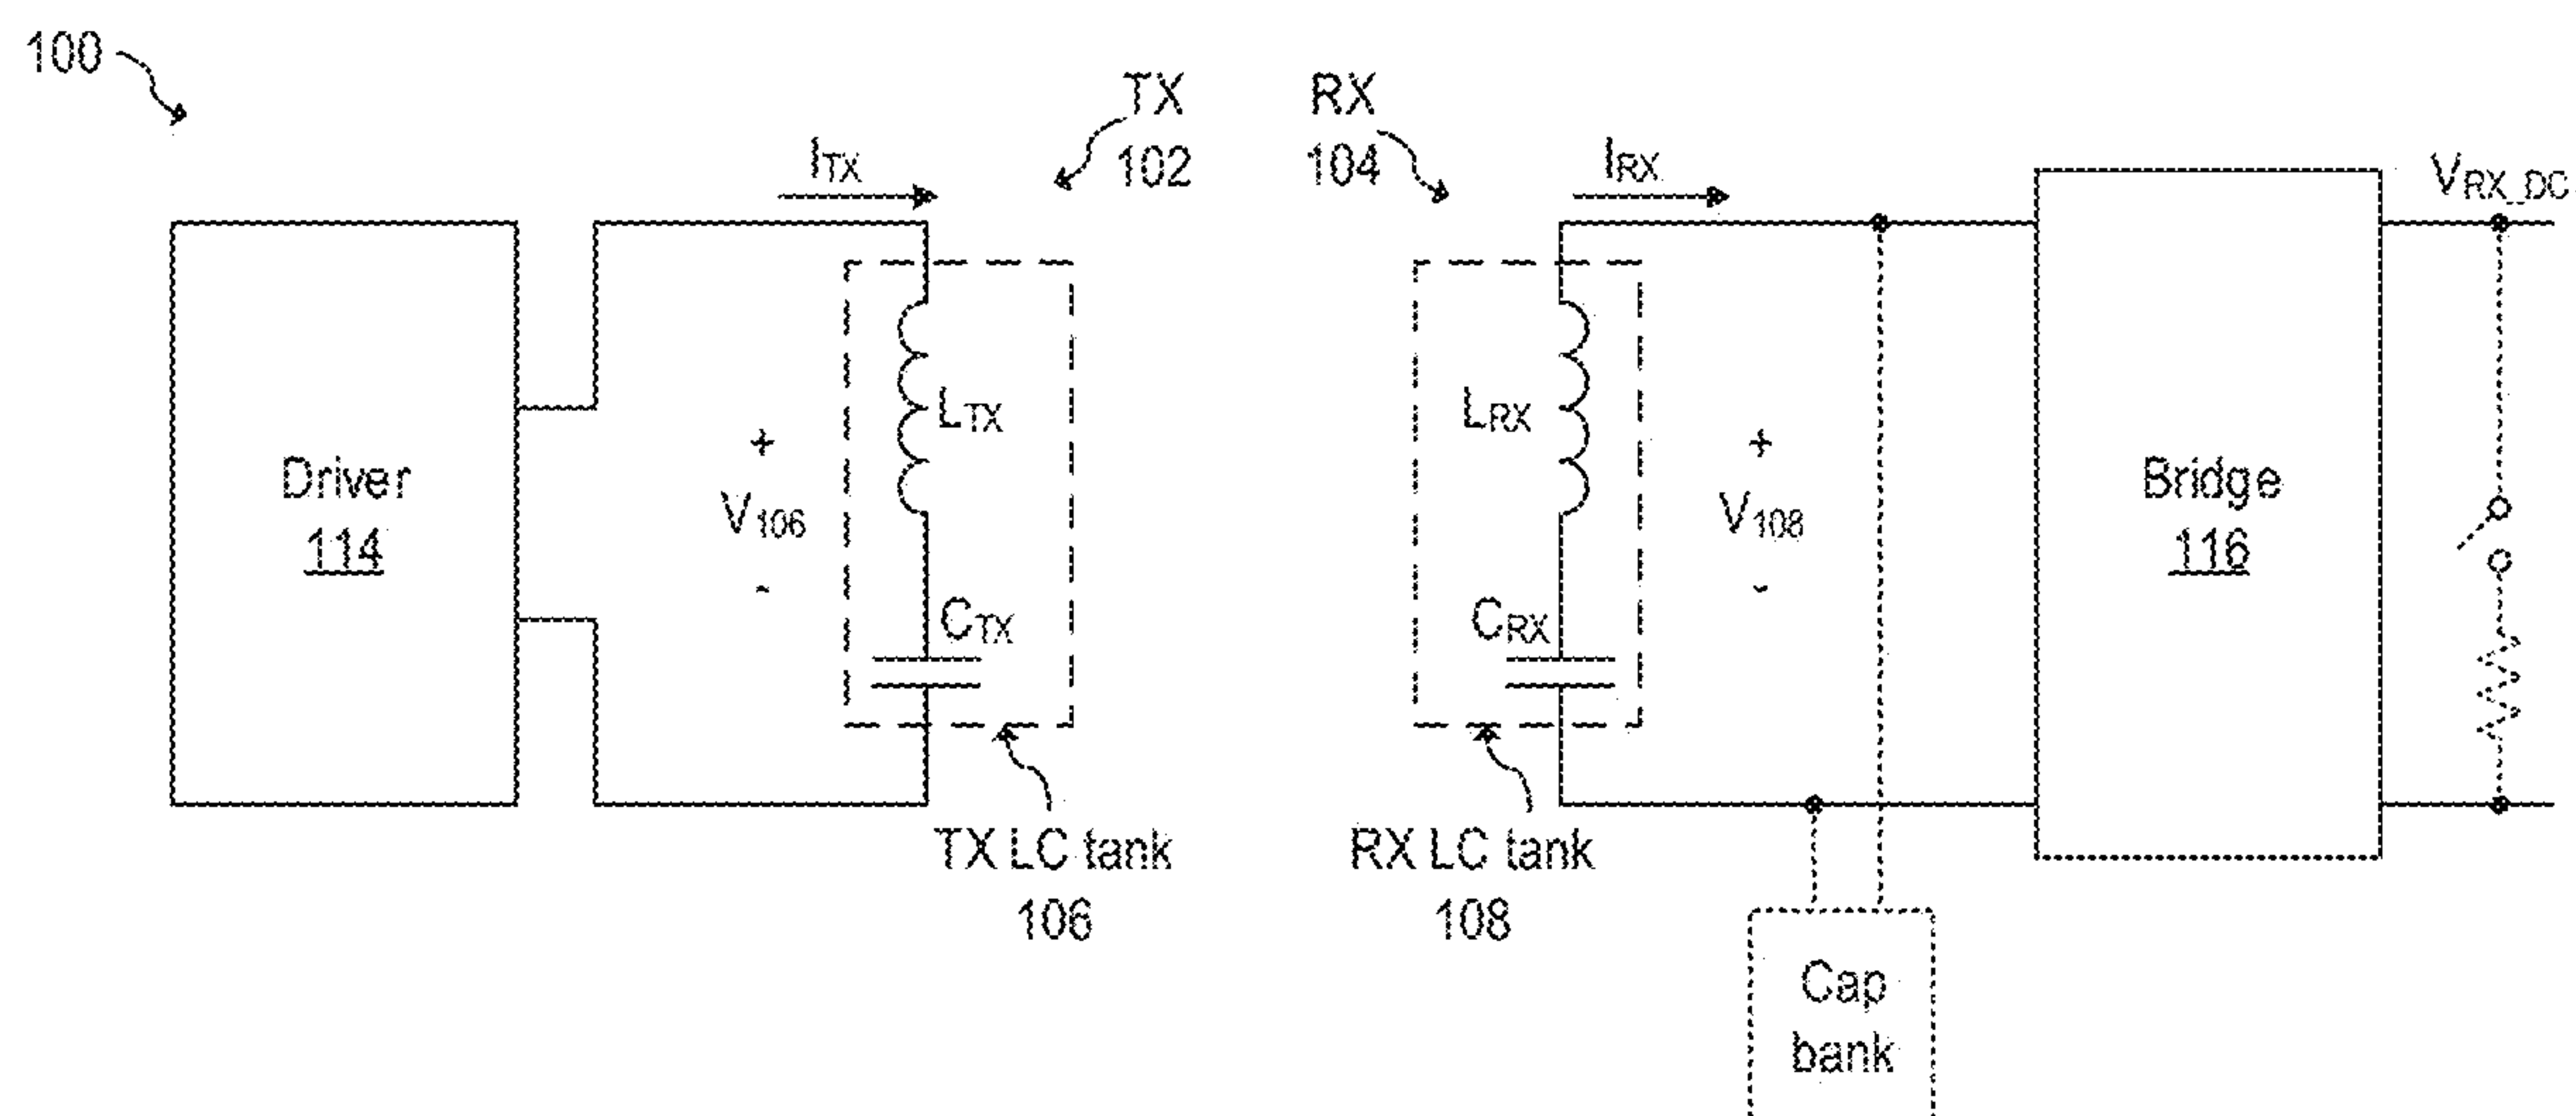 100
TX
102
RX
104
ITX
IRX
VRX_DC
Driver
114
+
V106
-
LTX
CTX
TX LC tank
106
LRX
CRX
RX LC tank
108
+
V108
-
Bridge
116
Cap
bank